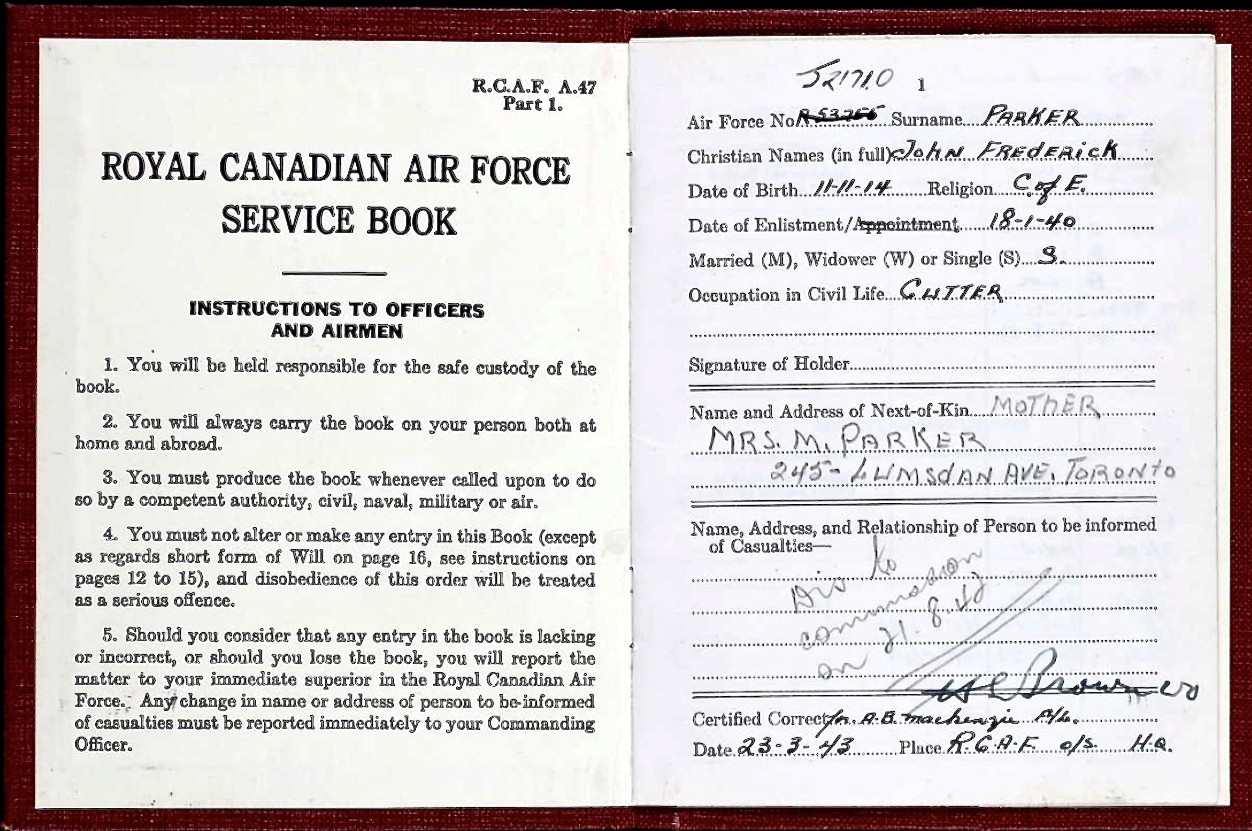 R.C.A.F. A.47
Part 1.
ROYAL CANADIAN AIR FORCE
SERVICE BOOK
INSTRUCTIONS TO OFFICERS
AND AIRMEN
1. You will be held responsible for the safe custody of the
book.
2. You will always carry the book on your person both at
home and abroad.
3. You must produce the book whenever called upon to do
so by a competent authority, civil, naval, military or air.
4. You must not alter or make any entry in this Book (except
as regards short form of Will on page 16, see instructions on
pages 12 to 15), and disobedience of this order will be treated
as a serious offence.
5. Should you consider that any entry in the book is lacking
or incorrect, or should you lose the book, you will report the
matter to your immediate superior in the Royal Canadian Air
Force. Any change in name or address of person to be informed
of casualties must be reported immediately to your Commanding
Officer.
J21710 1
Air Force No. Surname PARKER
Christian Names (in full) JOHN FREDERICK
Date of Birth 11-11-14 Religion C. of E.
Date of Enlistment/Appointment 18-1-40
Married (M), Widower (W) or Single (S) S.
Occupation in Civil Life CUTTER
Signature of Holder
Name and Address of Next-of-Kin MOTHER
MRS. M. PARKER
245- LUMSDAN AVE. TORONTO
Name, Address, and Relationship of Person to be informed
of Casualties—
to
commission
on 21.8.42
Brown
Certified Correct for A.B. Mackenzie F/L.
Date 23-3-43 Place R.C.A.F. o/s. H.Q.